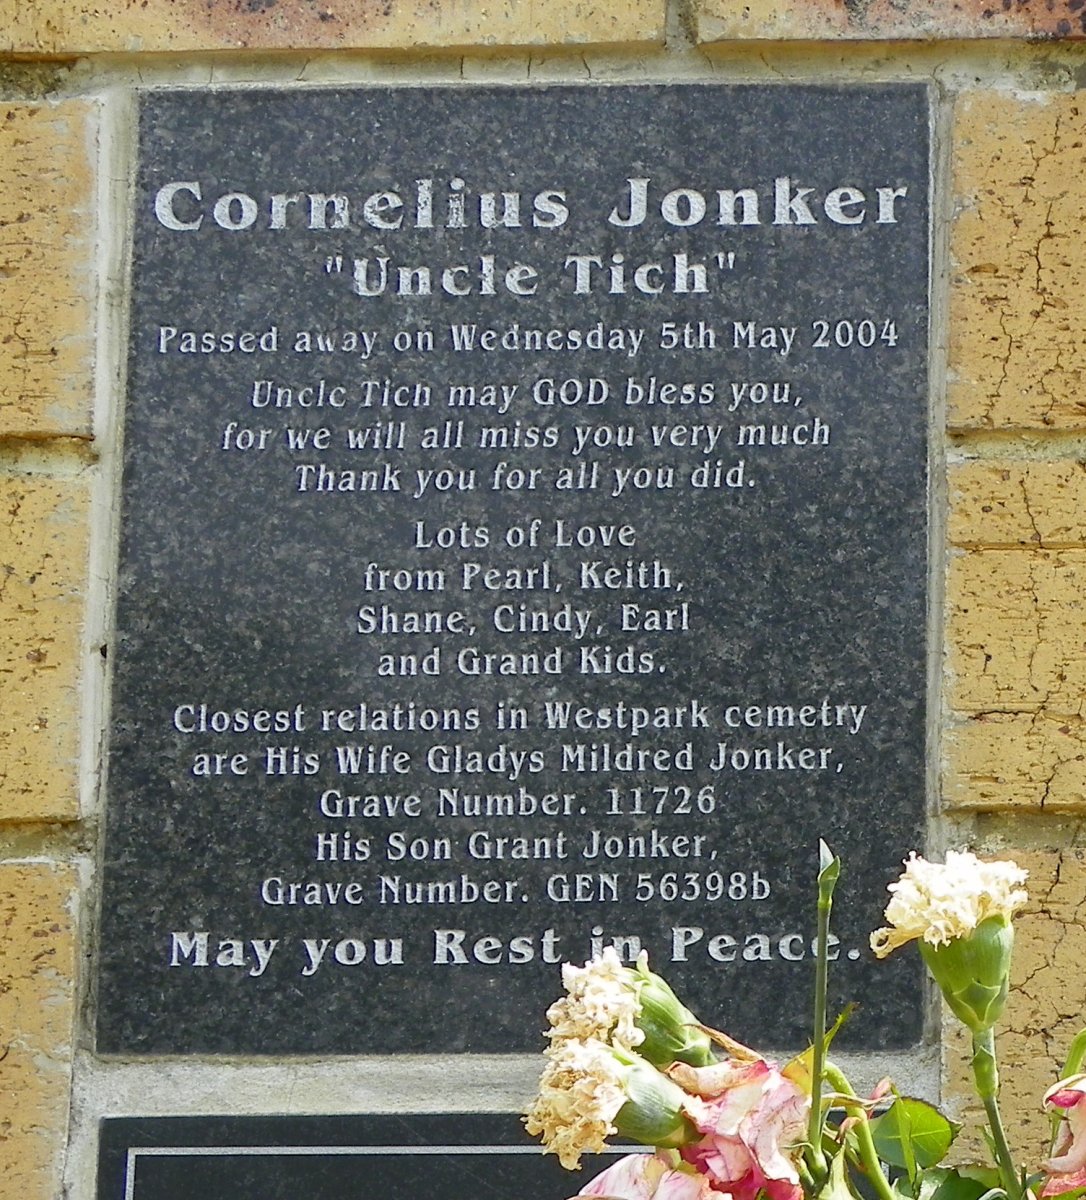 Cornelius Jonker
"Uncle Tich"
Passed away on Wednesday 5th May 2004
Uncle Tich may GOD bless you,
for we will all miss you very much
Thank you for all you did.
Lots of Love
from Pearl, Keith,
Shane, Cindy, Earl
and Grand Kids.
Closest relations in Westpark cemetry
are His Wife Gladys Mildred Jonker,
Grave Number. 11726
His Son Grant Jonker,
Grave Number. GEN 56398b
May you Rest in Peace.